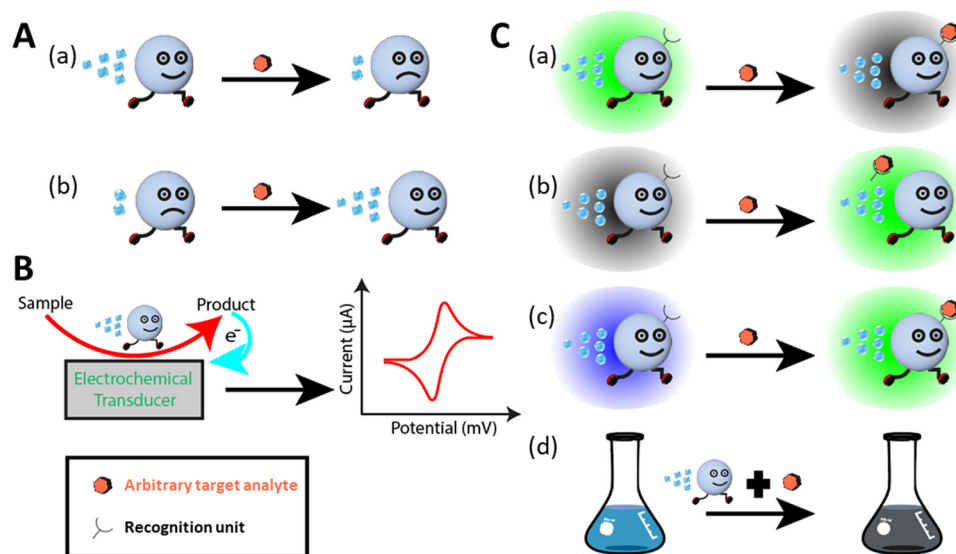 A
(a)
(b)
B
Sample
Product
e⁻
Electrochemical
Transducer
Current (µA)
Potential (mV)
Arbitrary target analyte
Recognition unit
C
(a)
(b)
(c)
(d)